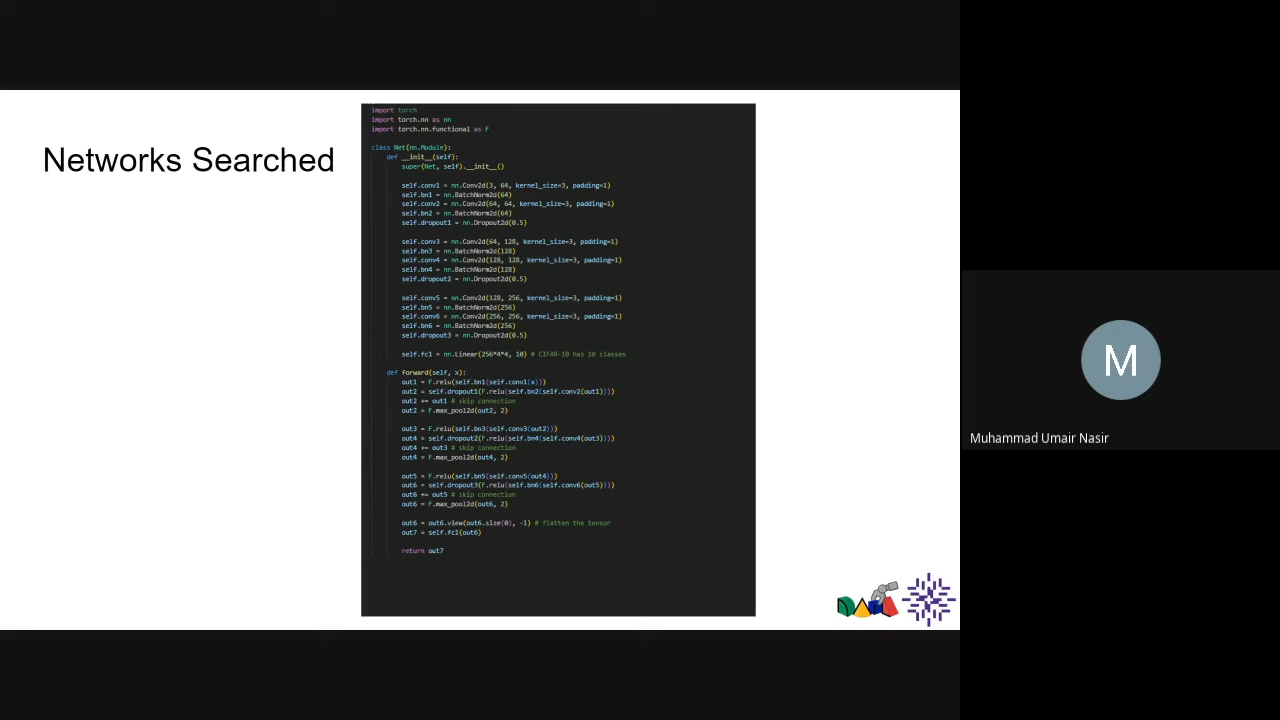 Networks Searched
import torch
import torch.nn as nn
import torch.nn.functional as F
class Net(nn.Module):
def __init__(self):
super(Net, self).__init__()
self.conv1 = nn.Conv2d(3, 64, kernel_size=3, padding=1)
self.bn1 = nn.BatchNorm2d(64)
self.conv2 = nn.Conv2d(64, 64, kernel_size=3, padding=1)
self.bn2 = nn.BatchNorm2d(64)
self.dropout1 = nn.Dropout2d(0.5)
self.conv3 = nn.Conv2d(64, 128, kernel_size=3, padding=1)
self.bn3 = nn.BatchNorm2d(128)
self.conv4 = nn.Conv2d(128, 128, kernel_size=3, padding=1)
self.bn4 = nn.BatchNorm2d(128)
self.dropout2 = nn.Dropout2d(0.5)
self.conv5 = nn.Conv2d(128, 256, kernel_size=3, padding=1)
self.bn5 = nn.BatchNorm2d(256)
self.conv6 = nn.Conv2d(256, 256, kernel_size=3, padding=1)
self.bn6 = nn.BatchNorm2d(256)
self.dropout3 = nn.Dropout2d(0.5)
self.fc1 = nn.Linear(256*4*4, 10) # CIFAR-10 has 10 classes
def forward(self, x):
out1 = F.relu(self.bn1(self.conv1(x)))
out2 = self.dropout1(F.relu(self.bn2(self.conv2(out1))))
out2 += out1 # skip connection
out2 = F.max_pool2d(out2, 2)
out3 = F.relu(self.bn3(self.conv3(out2)))
out4 = self.dropout2(F.relu(self.bn4(self.conv4(out3))))
out4 += out3 # skip connection
out4 = F.max_pool2d(out4, 2)
out5 = F.relu(self.bn5(self.conv5(out4)))
out6 = self.dropout3(F.relu(self.bn6(self.conv6(out5))))
out6 += out5 # skip connection
out6 = F.max_pool2d(out6, 2)
out6 = out6.view(out6.size(0), -1) # flatten the tensor
out7 = self.fc1(out6)
return out7
M
Muhammad Umair Nasir